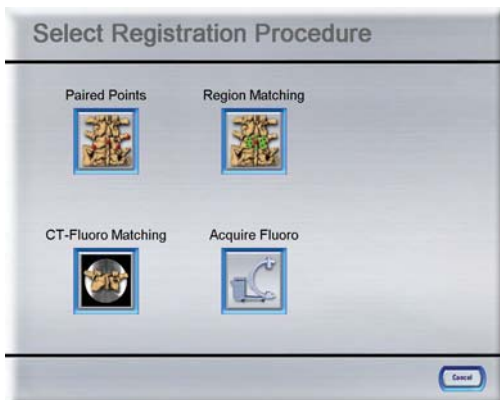 Select Registration Procedure
Paired Points
Region Matching
CT-Fluoro Matching
Acquire Fluoro
Cancel